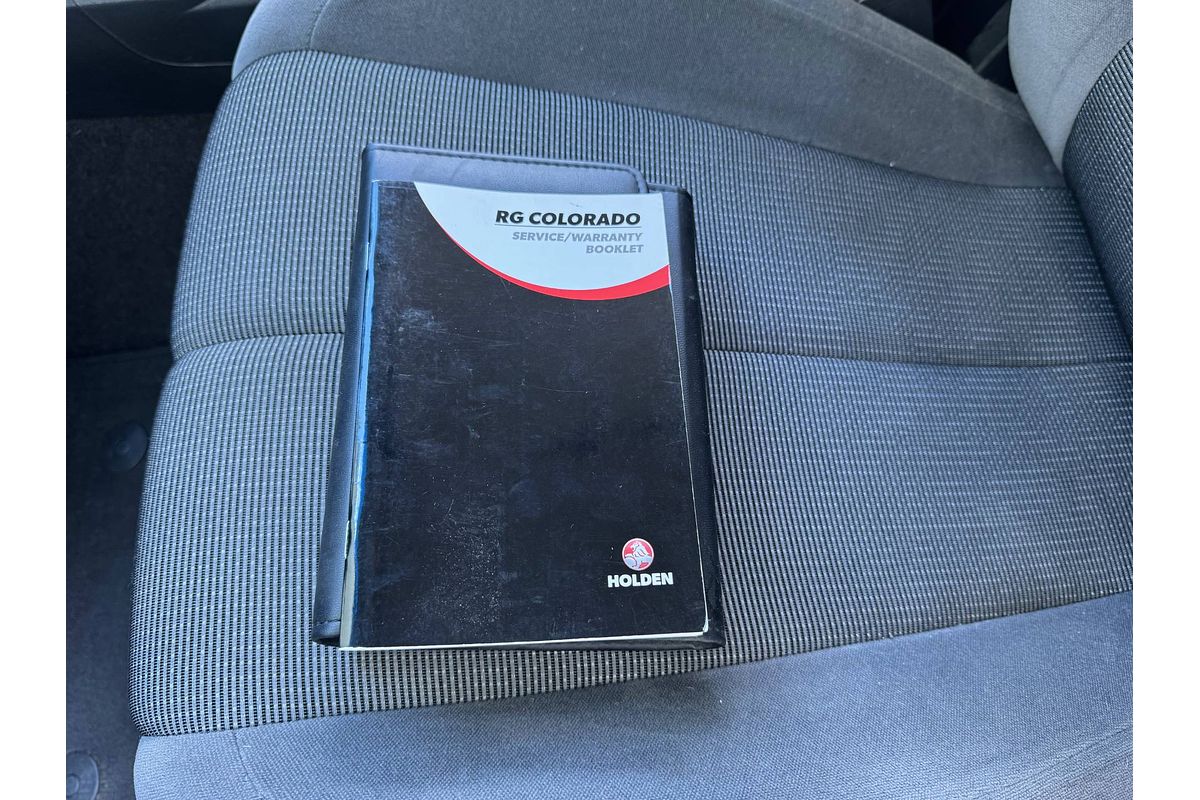 RG COLORADO
SERVICE/WARRANTY
BOOKLET
HOLDEN